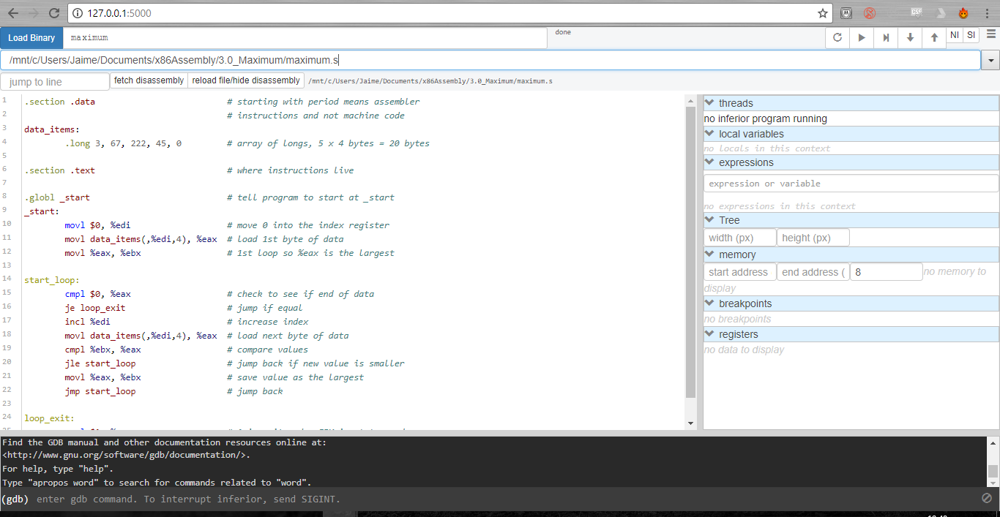 127.0.0.1:5000
Load Binary maximum done NI SI
/mnt/c/Users/Jaime/Documents/x86Assembly/3.0_Maximum/maximum.s
jump to line fetch disassembly reload file/hide disassembly /mnt/c/Users/Jaime/Documents/x86Assembly/3.0_Maximum/maximum.s
1 .section .data # starting with period means assembler
2 # instructions and not machine code
3 data_items:
4 .long 3, 67, 222, 45, 0 # array of longs, 5 x 4 bytes = 20 bytes
5
6 .section .text # where instructions live
7
8 .globl _start # tell program to start at _start
9 _start:
10 movl $0, %edi # move 0 into the index register
11 movl data_items(,%edi,4), %eax # load 1st byte of data
12 movl %eax, %ebx # 1st loop so %eax is the largest
13
14 start_loop:
15 cmpl $0, %eax # check to see if end of data
16 je loop_exit # jump if equal
17 incl %edi # increase index
18 movl data_items(,%edi,4), %eax # load next byte of data
19 cmpl %ebx, %eax # compare values
20 jle start_loop # jump back if new value is smaller
21 movl %eax, %ebx # save value as the largest
22 jmp start_loop # jump back
23
24 loop_exit:
threads
no inferior program running
local variables
no locals in this context
expressions
expression or variable
no expressions in this context
Tree
width (px) height (px)
memory
start address end address ( 8 no memory to
display
breakpoints
no breakpoints
registers
no data to display
Find the GDB manual and other documentation resources online at:
<http://www.gnu.org/software/gdb/documentation/>.
For help, type "help".
Type "apropos word" to search for commands related to "word".
(gdb) enter gdb command. To interrupt inferior, send SIGINT.